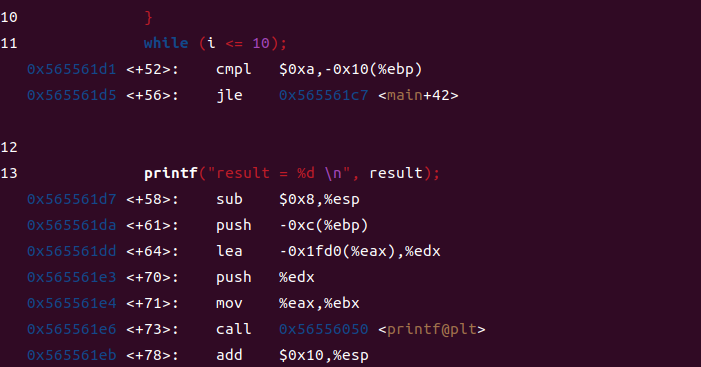 10 }
11 while (i <= 10);
0x565561d1 <+52>: cmpl $0xa,-0x10(%ebp)
0x565561d5 <+56>: jle 0x565561c7 <main+42>
12
13 printf("result = %d \n", result);
0x565561d7 <+58>: sub $0x8,%esp
0x565561da <+61>: push -0xc(%ebp)
0x565561dd <+64>: lea -0x1fd0(%eax),%edx
0x565561e3 <+70>: push %edx
0x565561e4 <+71>: mov %eax,%ebx
0x565561e6 <+73>: call 0x56556050 <printf@plt>
0x565561eb <+78>: add $0x10,%esp